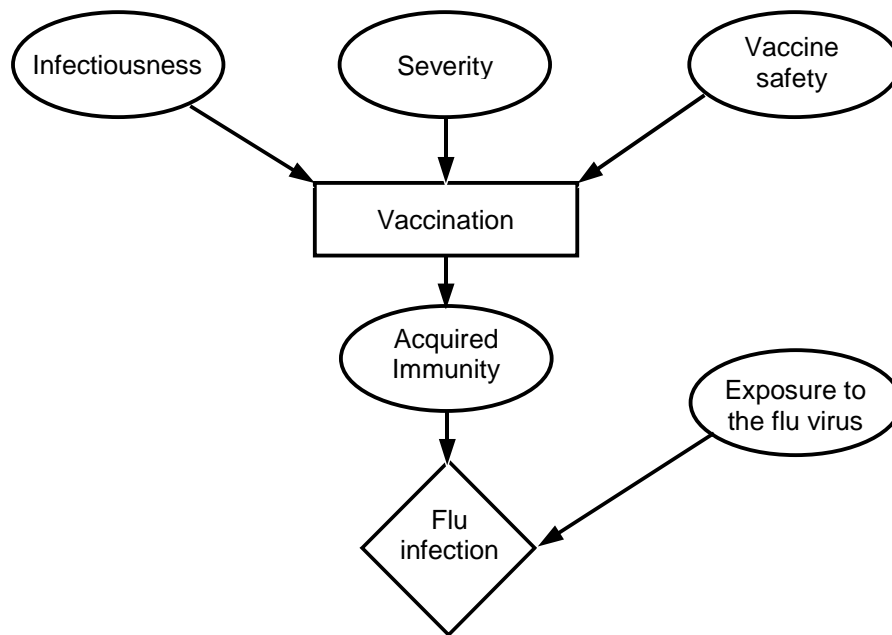 Infectiousness
Severity
Vaccine
safety
Vaccination
Acquired
Immunity
Exposure to
the flu virus
Flu
infection